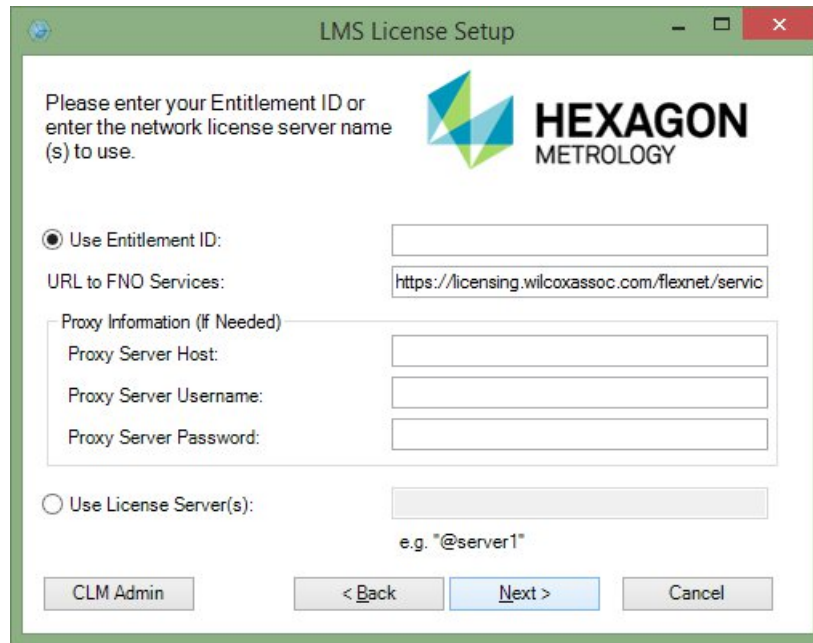 LMS License Setup
Please enter your Entitlement ID or
enter the network license server name
(s) to use.
HEXAGON
METROLOGY
Use Entitlement ID:
URL to FNO Services:
https://licensing.wilcoxassoc.com/flexnet/servic
Proxy Information (If Needed)
Proxy Server Host:
Proxy Server Username:
Proxy Server Password:
Use License Server(s):
e.g. "@server1"
CLM Admin
< Back
Next >
Cancel